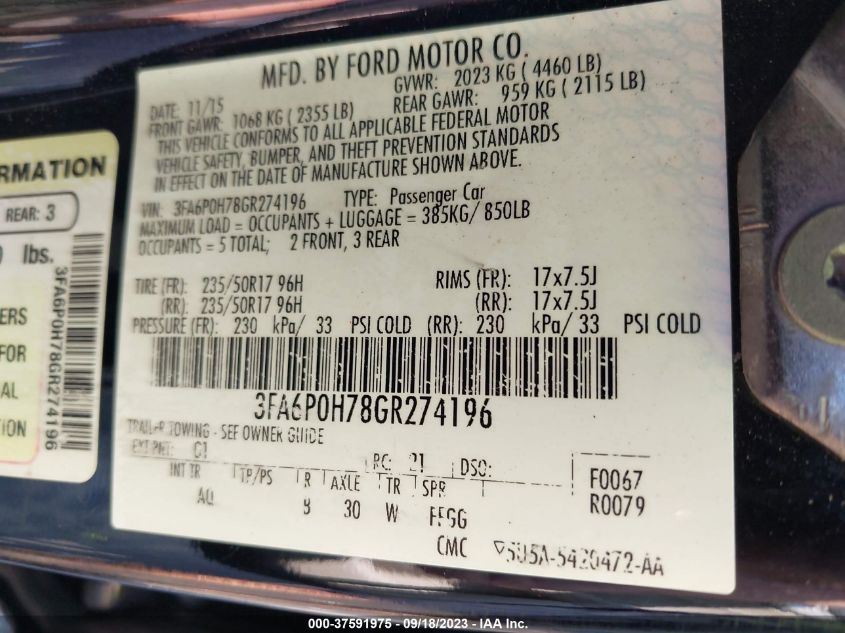 MFD. BY FORD MOTOR CO.
DATE: 11/15 GVWR: 2023 KG ( 4460 LB)
FRONT GAWR: 1068 KG ( 2355 LB) REAR GAWR: 959 KG ( 2115 LB)
THIS VEHICLE CONFORMS TO ALL APPLICABLE FEDERAL MOTOR
VEHICLE SAFETY, BUMPER, AND THEFT PREVENTION STANDARDS
IN EFFECT ON THE DATE OF MANUFACTURE SHOWN ABOVE.
VIN: 3FA6P0H78GR274196 TYPE: Passenger Car
MAXIMUM LOAD = OCCUPANTS + LUGGAGE = 385KG/ 850LB
OCCUPANTS = 5 TOTAL; 2 FRONT, 3 REAR
TIRE (FR): 235/50R17 96H RIMS (FR): 17x7.5J
(RR): 235/50R17 96H (RR): 17x7.5J
PRESSURE (FR): 230 kPa/ 33 PSI COLD (RR): 230 kPa/ 33 PSI COLD
3FA6P0H78GR274196
TRAILER TOWING - SEE OWNER GUIDE
EXT PNT: G1 RC: 21 DSO:
INT TR TP/PS R AXLE TR SPR
AQ 30 W
F0067
R0079
CMC
RMATION
REAR: 3
lbs.
ERS
FOR
AL
ION
3FA6P0H78GR274196
000-37591975 - 09/18/2023 - © IAA Inc.